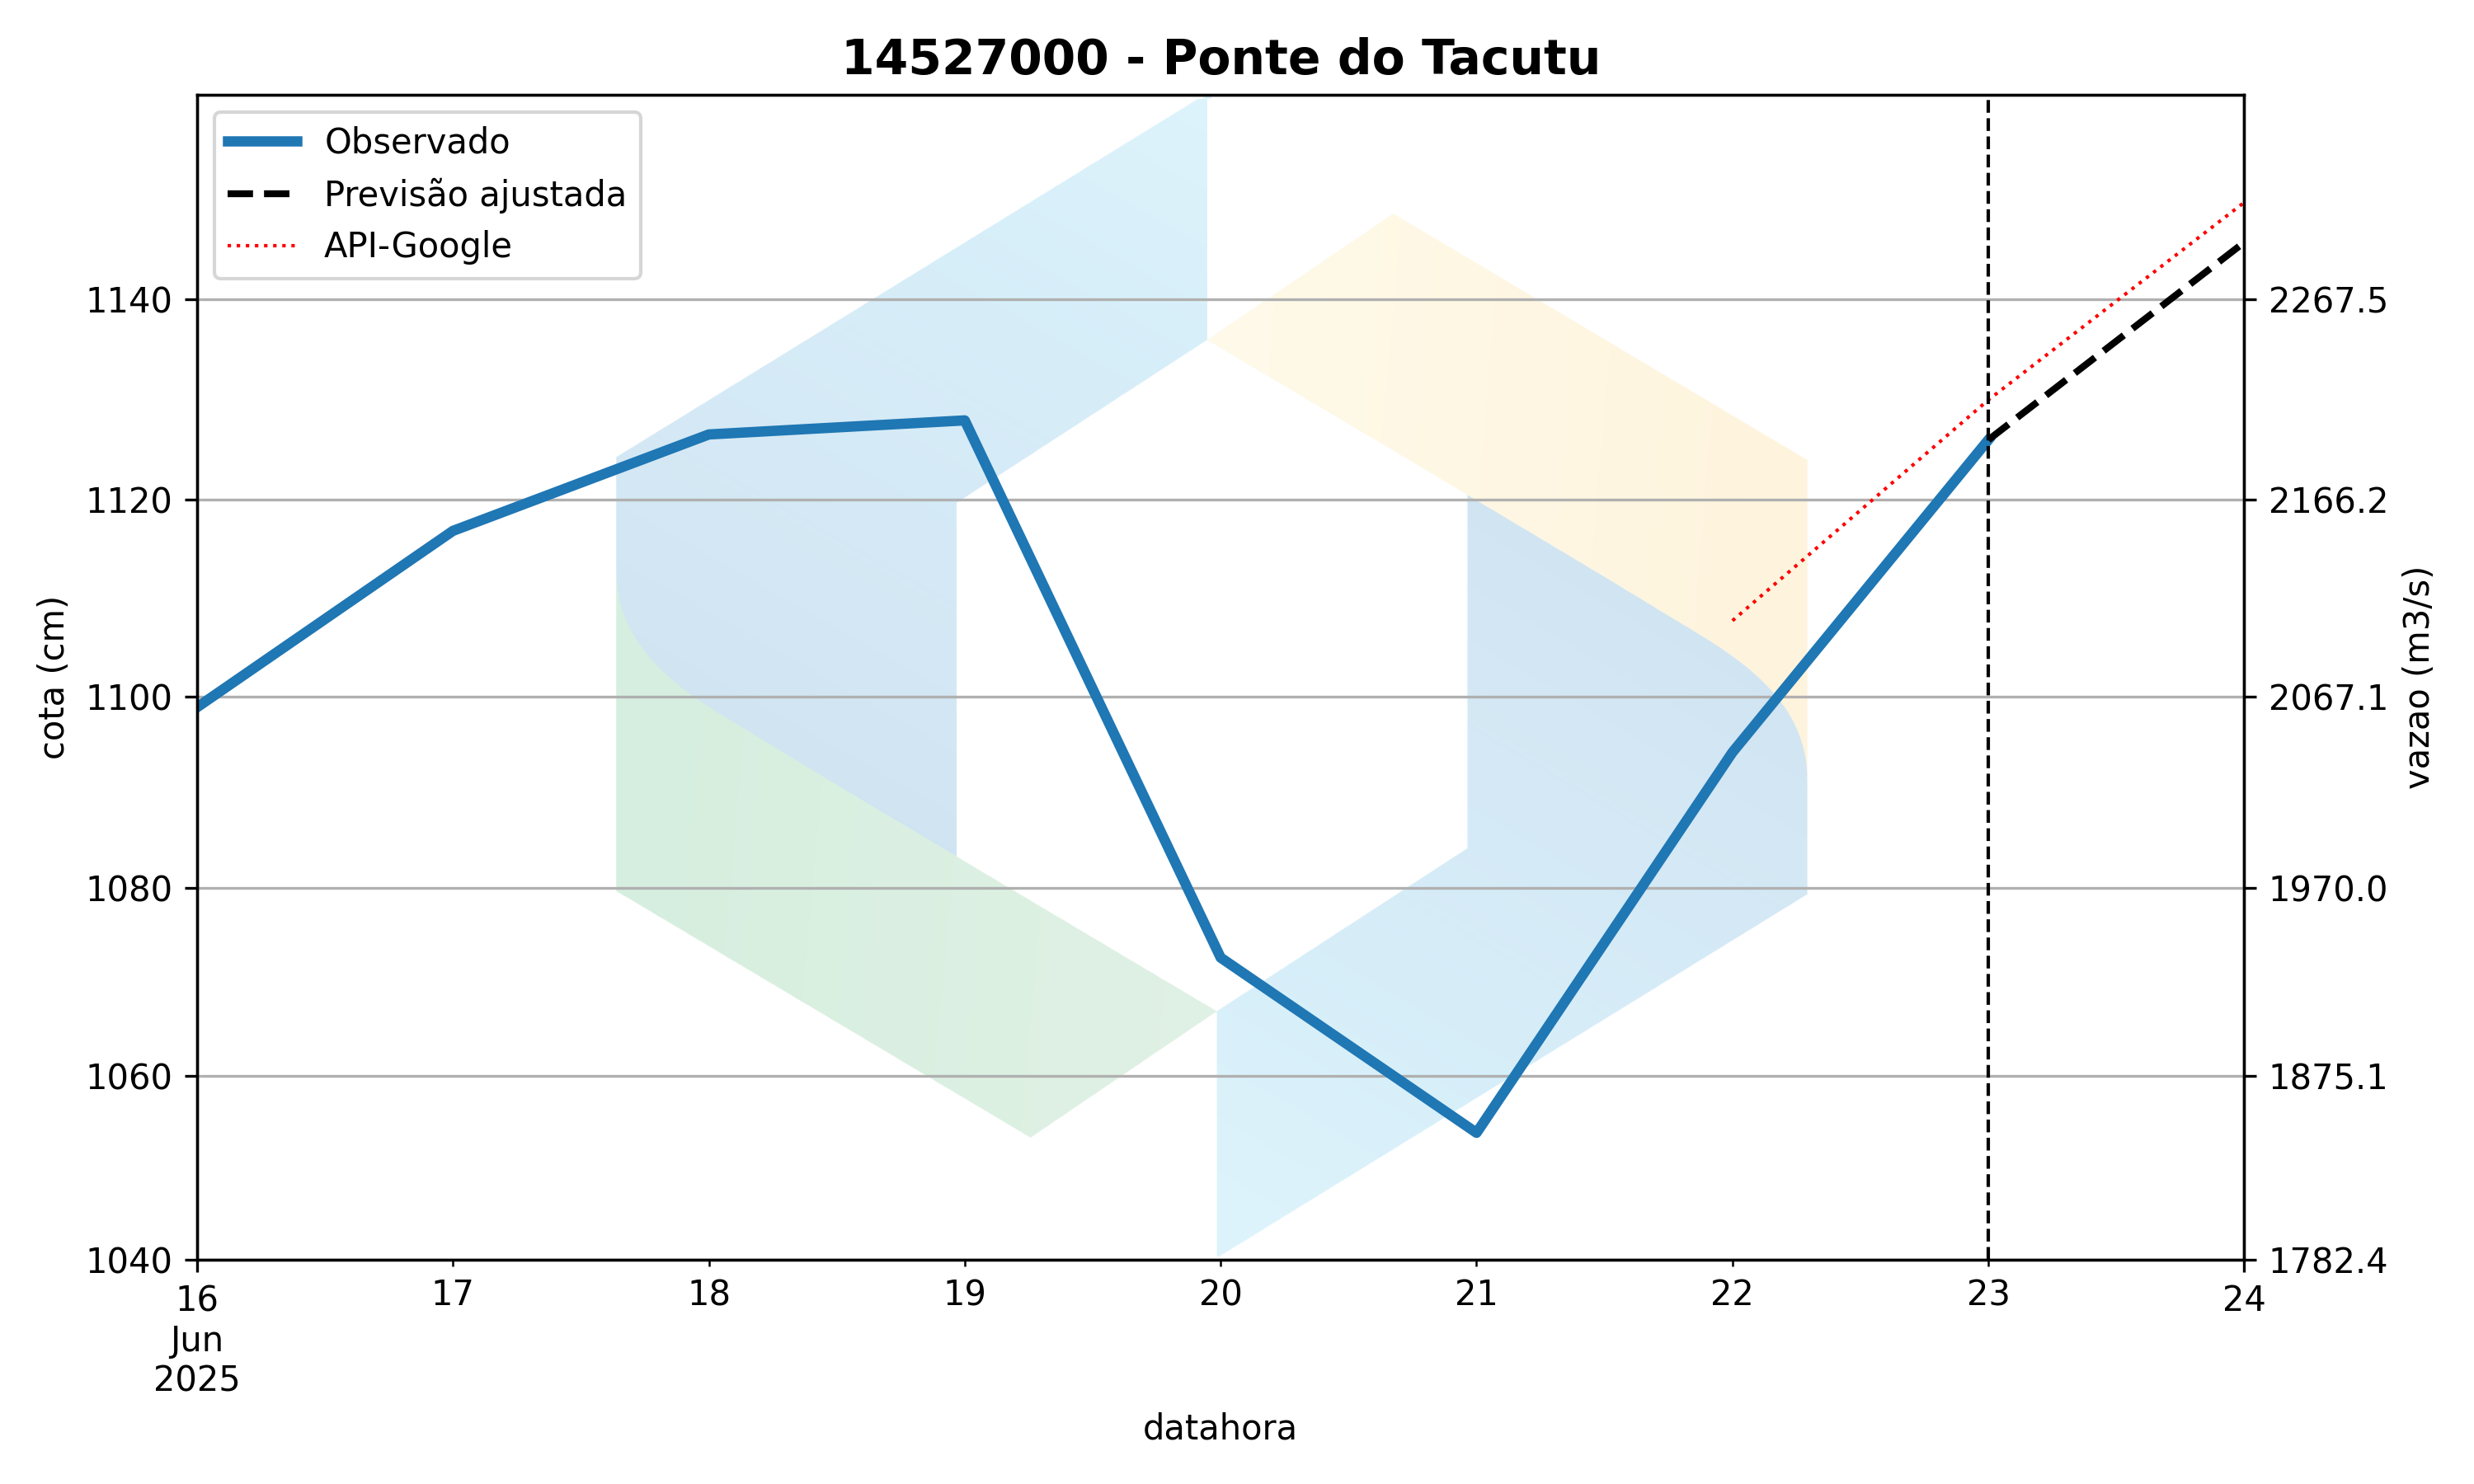 14527000 - Ponte do Tacutu
Observado
Previsão ajustada
API-Google
1140
1120
1100
1080
1060
1040
cota (cm)
2267.5
2166.2
2067.1
1970.0
1875.1
1782.4
vazao (m3/s)
16 17 18 19 20 21 22 23 24
Jun
2025
datahora